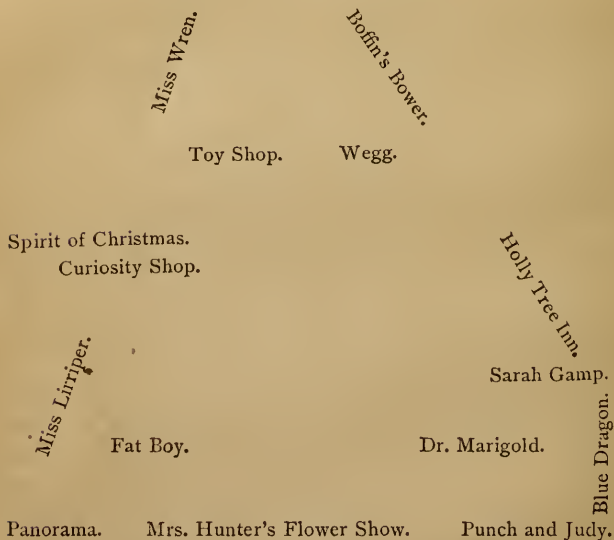 Miss Wren.
Boffin's Bower.
Toy Shop.
Wegg.
Spirit of Christmas.
Curiosity Shop.
Holly Tree Inn.
Miss Lirriper.
Sarah Gamp.
Fat Boy.
Dr. Marigold.
Blue Dragon.
Panorama.
Mrs. Hunter's Flower Show.
Punch and Judy.